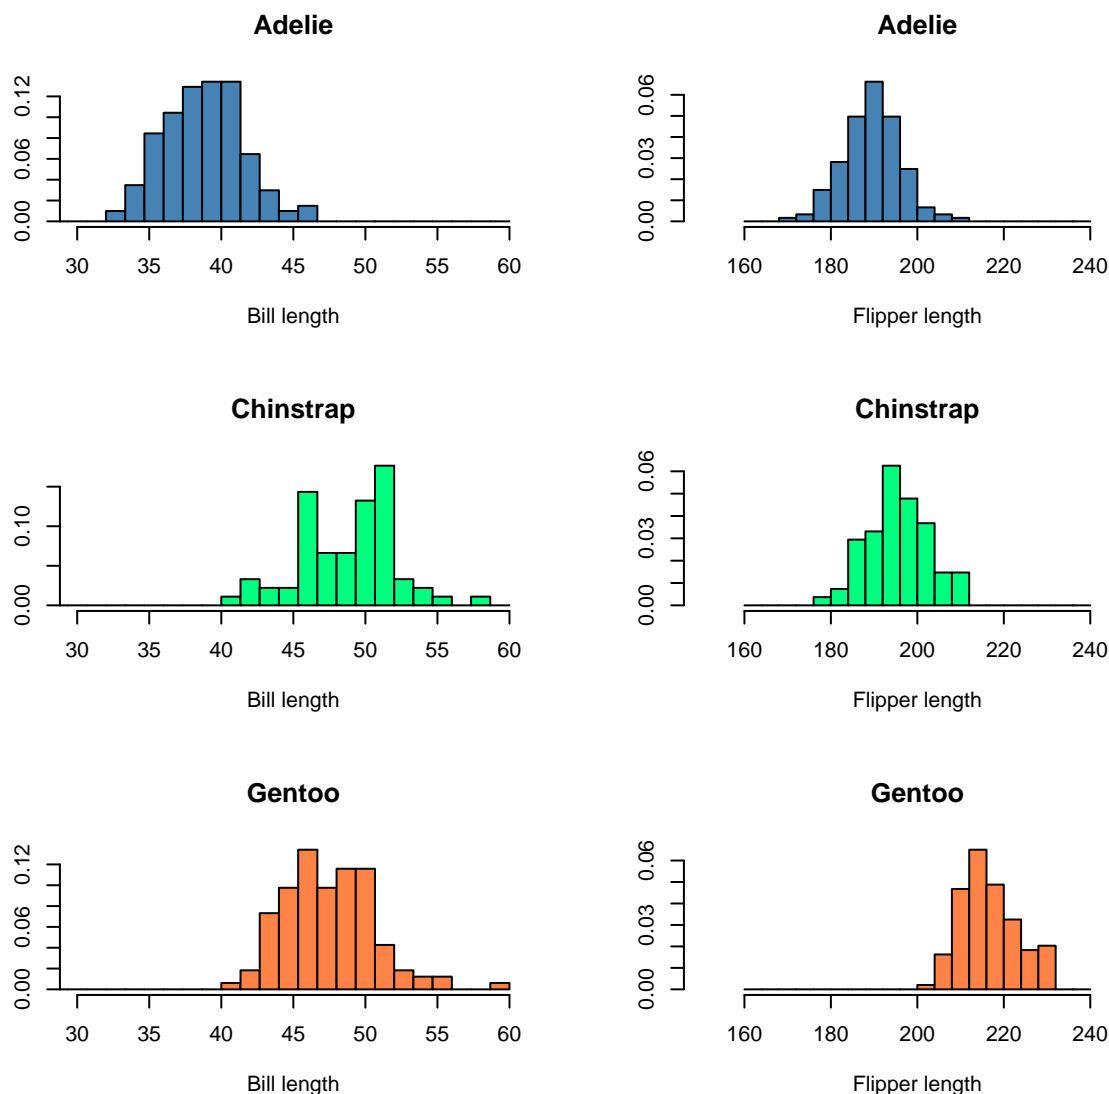 Adelie
0.00 0.06 0.12
30 35 40 45 50 55 60
Bill length
Adelie
0.00 0.03 0.06
160 180 200 220 240
Flipper length
Chinstrap
0.00 0.10
30 35 40 45 50 55 60
Bill length
Chinstrap
0.00 0.03 0.06
160 180 200 220 240
Flipper length
Gentoo
0.00 0.06 0.12
30 35 40 45 50 55 60
Bill length
Gentoo
0.00 0.03 0.06
160 180 200 220 240
Flipper length